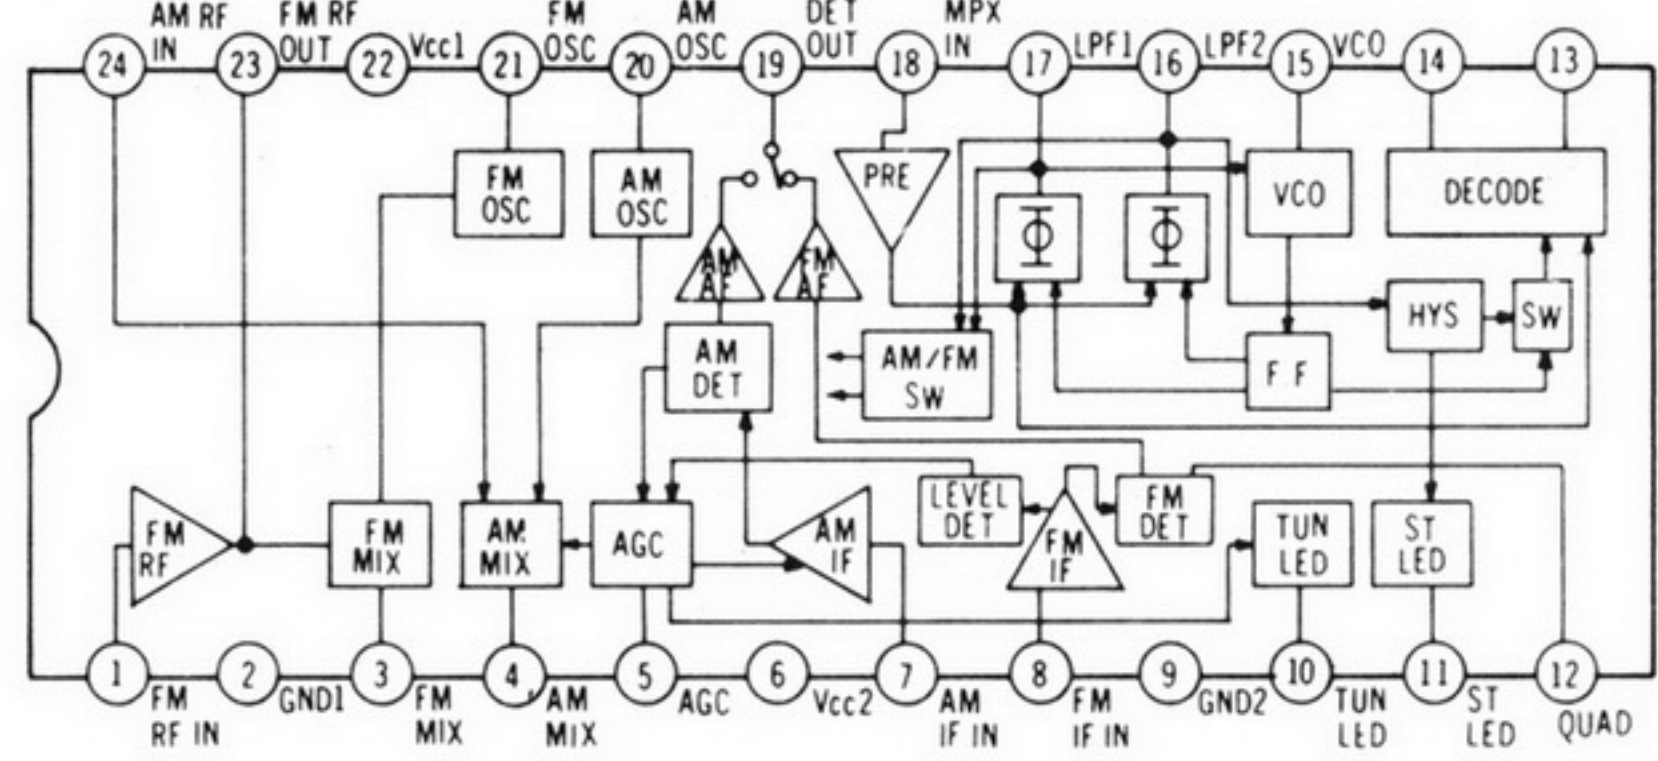 AM RF
IN
FM RF
OUT
Vcc1
FM
OSC
AM
OSC
DET
OUT
MPX
IN
LPF1
LPF2
VCO
24
23
22
21
20
19
18
17
16
15
14
13
FM
OSC
AM
OSC
PRE
VCO
DECODE
AM
AF
FM
AF
Φ
Φ
HYS
SW
AM
DET
AM/FM
SW
F F
FM
RF
FM
MIX
AM
MIX
AGC
AM
IF
LEVEL
DET
FM
IF
FM
DET
TUN
LED
ST
LED
1
2
3
4
5
6
7
8
9
10
11
12
FM
RF IN
GND1
FM
MIX
AM
MIX
AGC
Vcc2
AM
IF IN
FM
IF IN
GND2
TUN
LED
ST
LED
QUAD